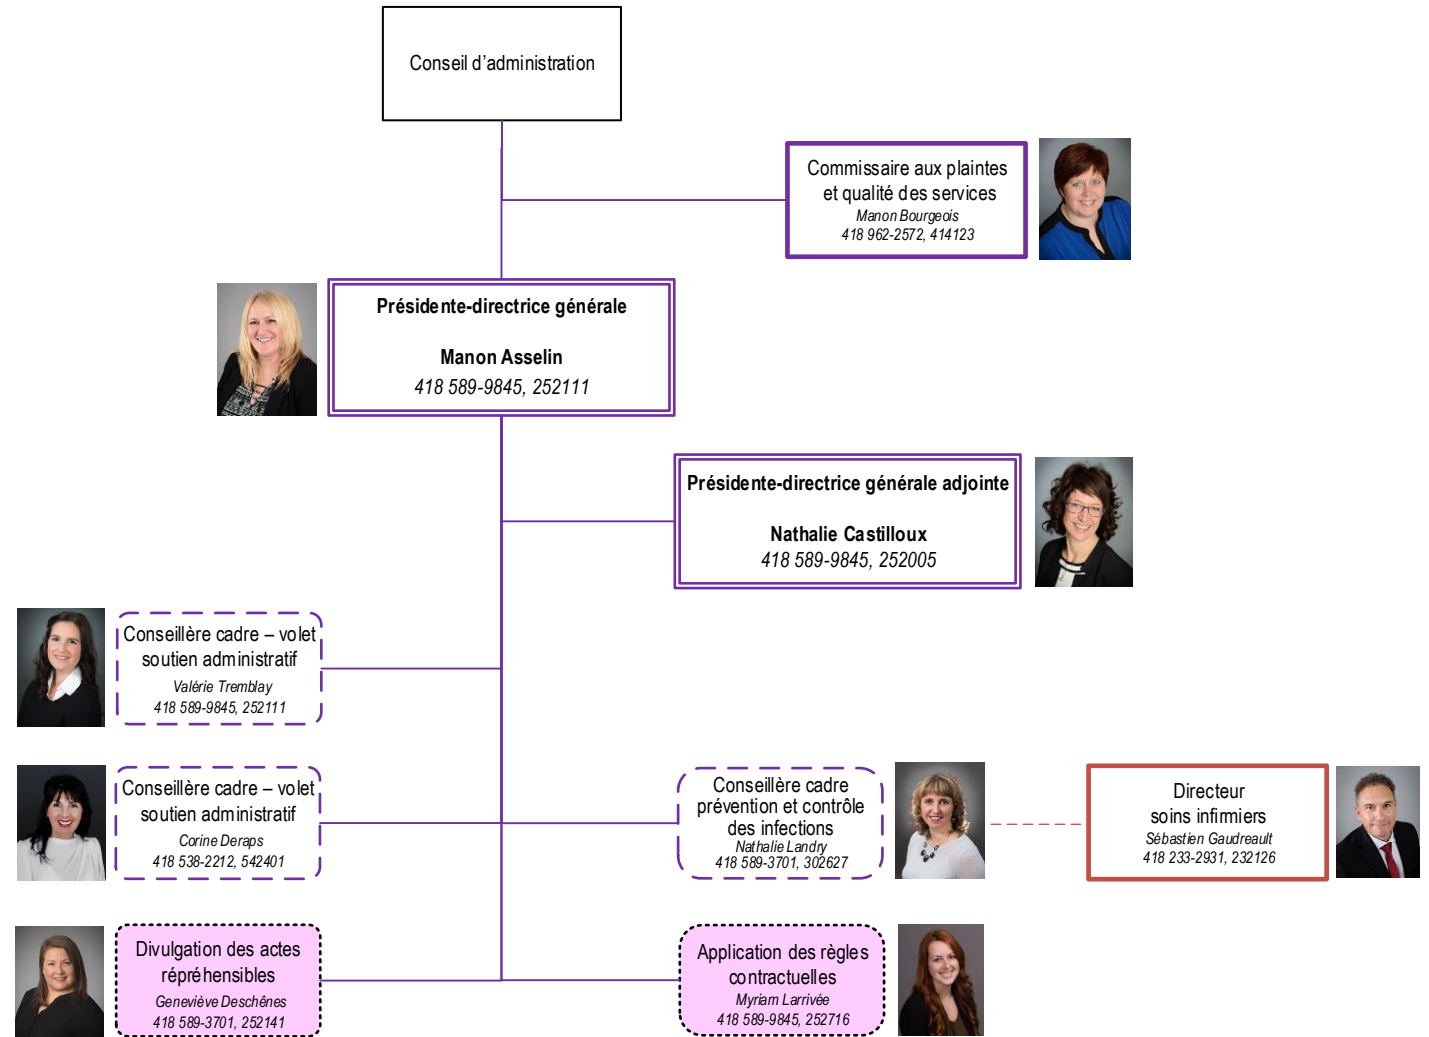 Conseil d'administration
Commissaire aux plaintes
et qualité des services
Manon Bourgeois
418 962-2572, 414123
Présidente-directrice générale
Manon Asselin
418 589-9845, 252111
Présidente-directrice générale adjointe
Nathalie Castilloux
418 589-9845, 252005
Conseillère cadre – volet
soutien administratif
Valérie Tremblay
418 589-9845, 252111
Conseillère cadre – volet
soutien administratif
Corine Deraps
418 538-2212, 542401
Conseillère cadre
prévention et contrôle
des infections
Nathalie Landry
418 589-3701, 302627
Directeur
soins infirmiers
Sébastien Gaudreault
418 233-2931, 232126
Divulgation des actes
répréhensibles
Geneviève Deschênes
418 589-3701, 252141
Application des règles
contractuelles
Myriam Larrivée
418 589-9845, 252716